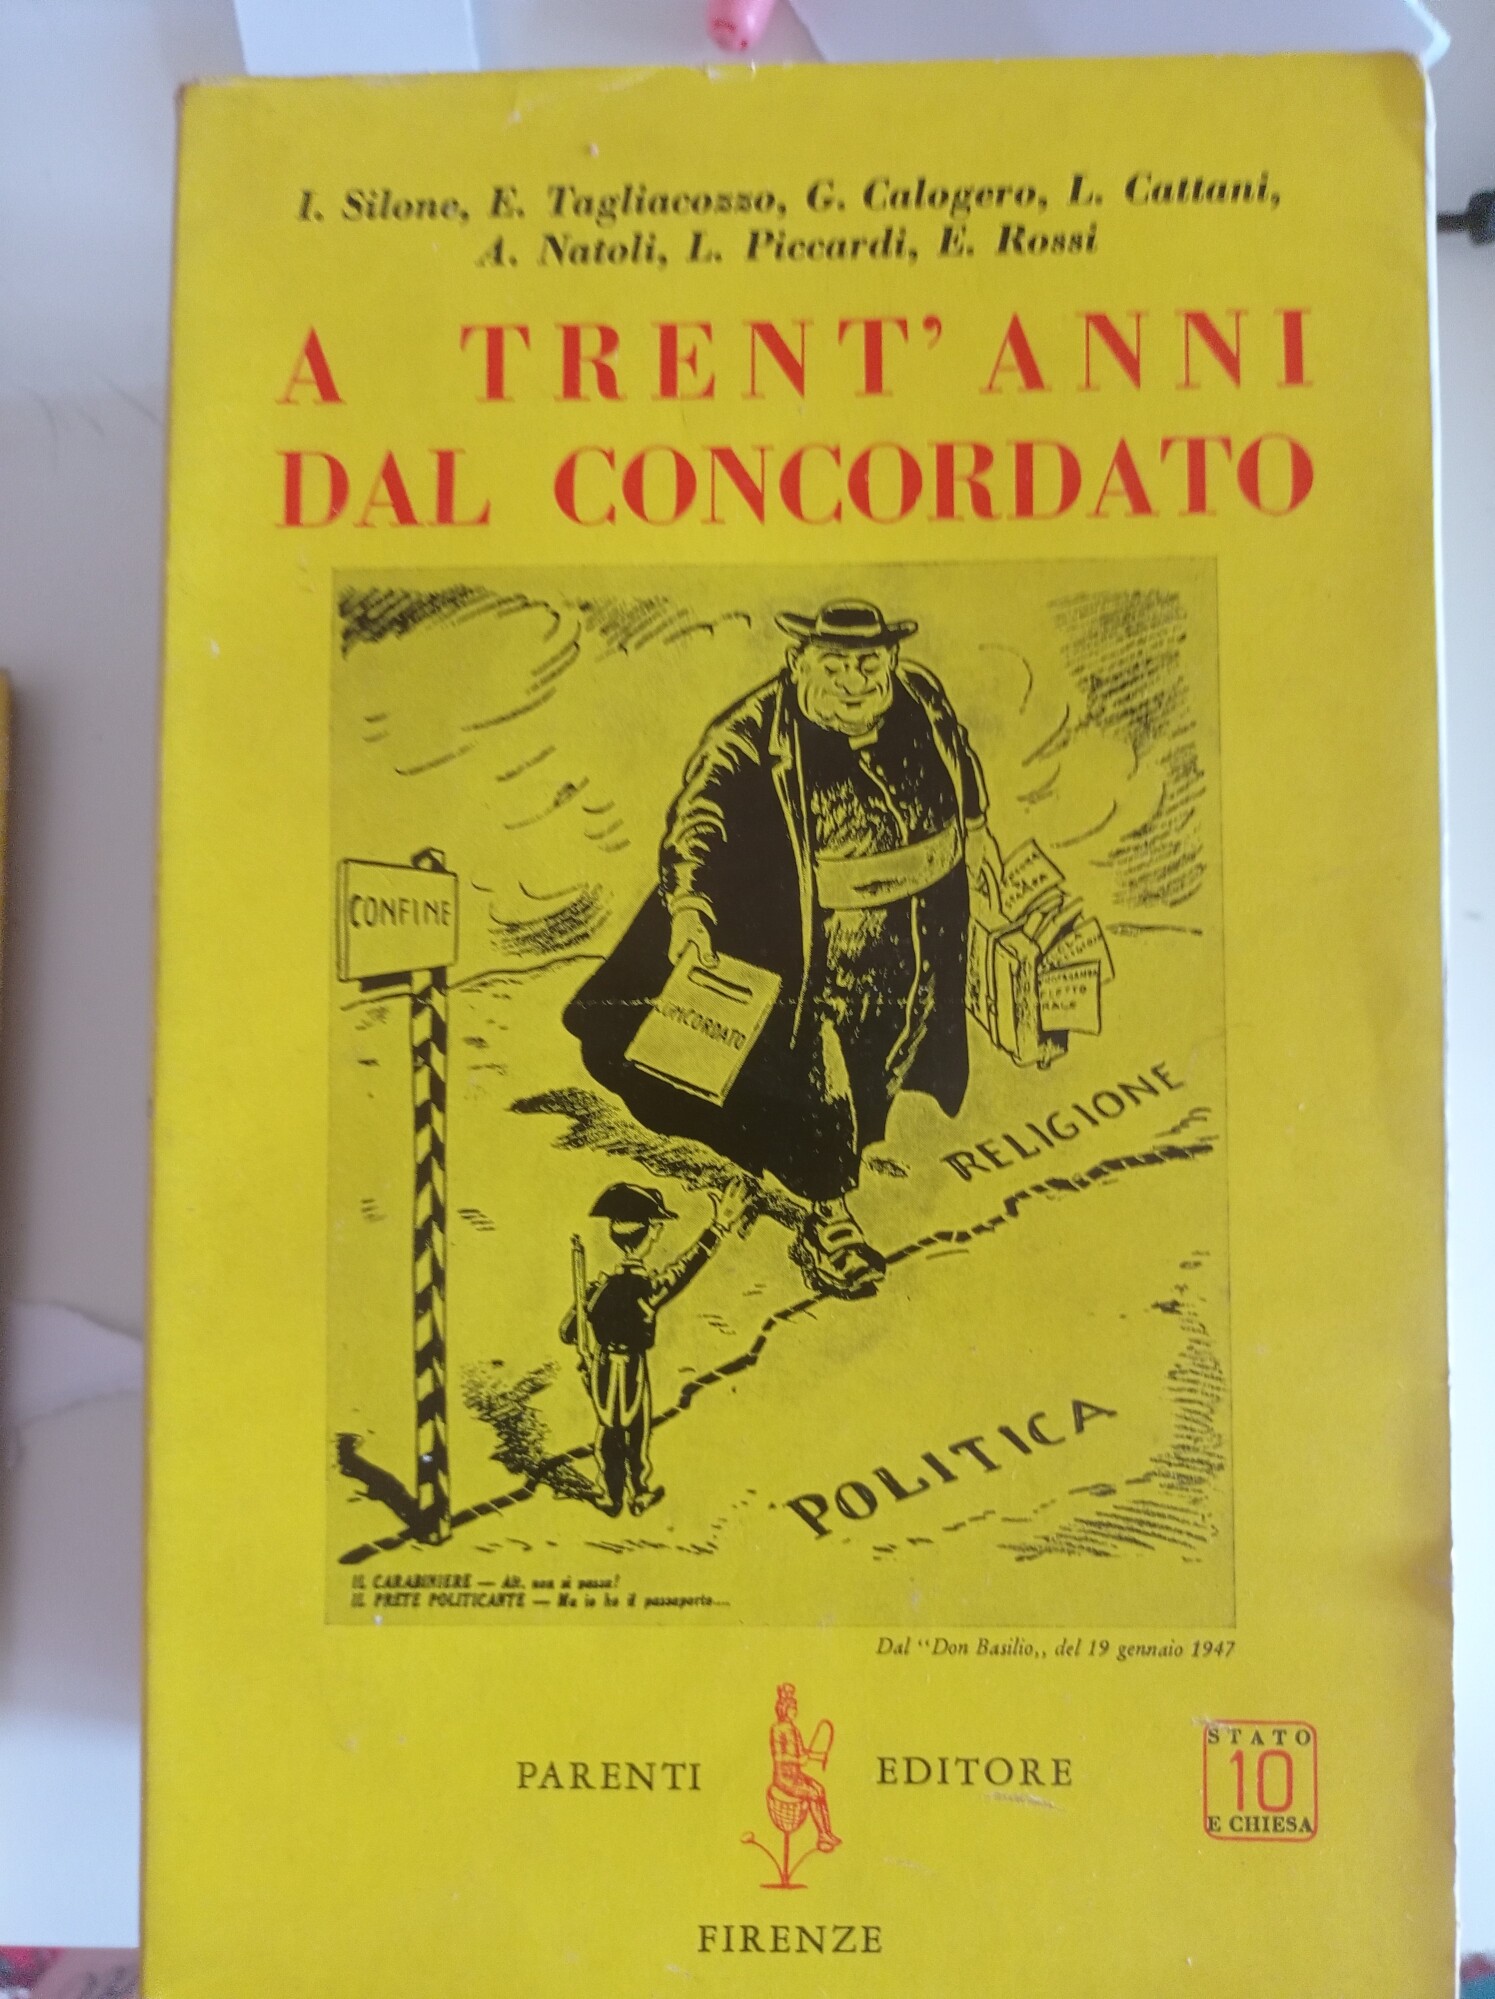 I. Silone, E. Tagliacozzo, G. Calogero, L. Cattani,
A. Natoli, L. Piccardi, E. Rossi
A TRENT' ANNI
DAL CONCORDATO
CONFINE
CONCORDATO
RELIGIONE
POLITICA
IL CARABINIERE — Alt, non si passa!
IL PRETE POLITICANTE — Ma io ho il passaporto....
Dal "Don Basilio,, del 19 gennaio 1947
PARENTI EDITORE
STATO
10
E CHIESA
FIRENZE